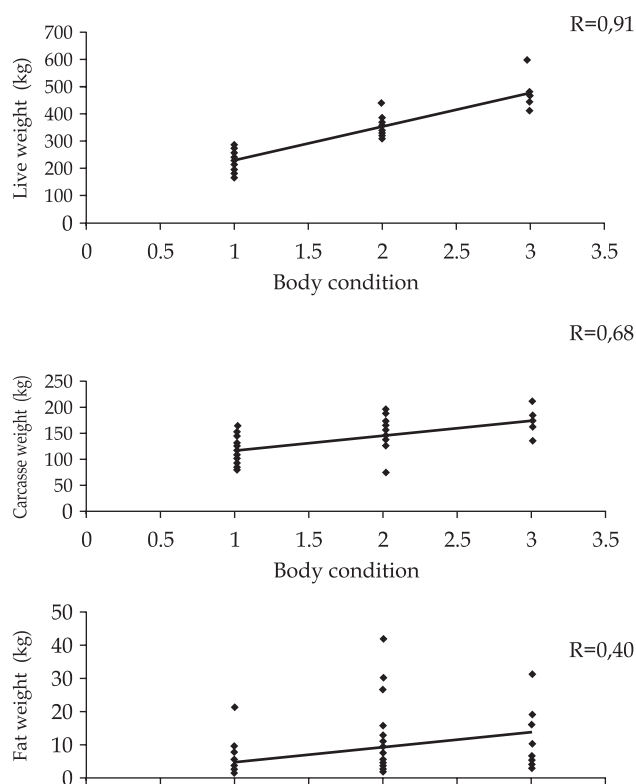 R=0,91
Live weight (kg)
700
600
500
400
300
200
100
0
0 0.5 1 1.5 2 2.5 3 3.5
Body condition
R=0,68
Carcasse weight (kg)
250
200
150
100
50
0
0 0.5 1 1.5 2 2.5 3 3.5
Body condition
R=0,40
Fat weight (kg)
50
40
30
20
10
0